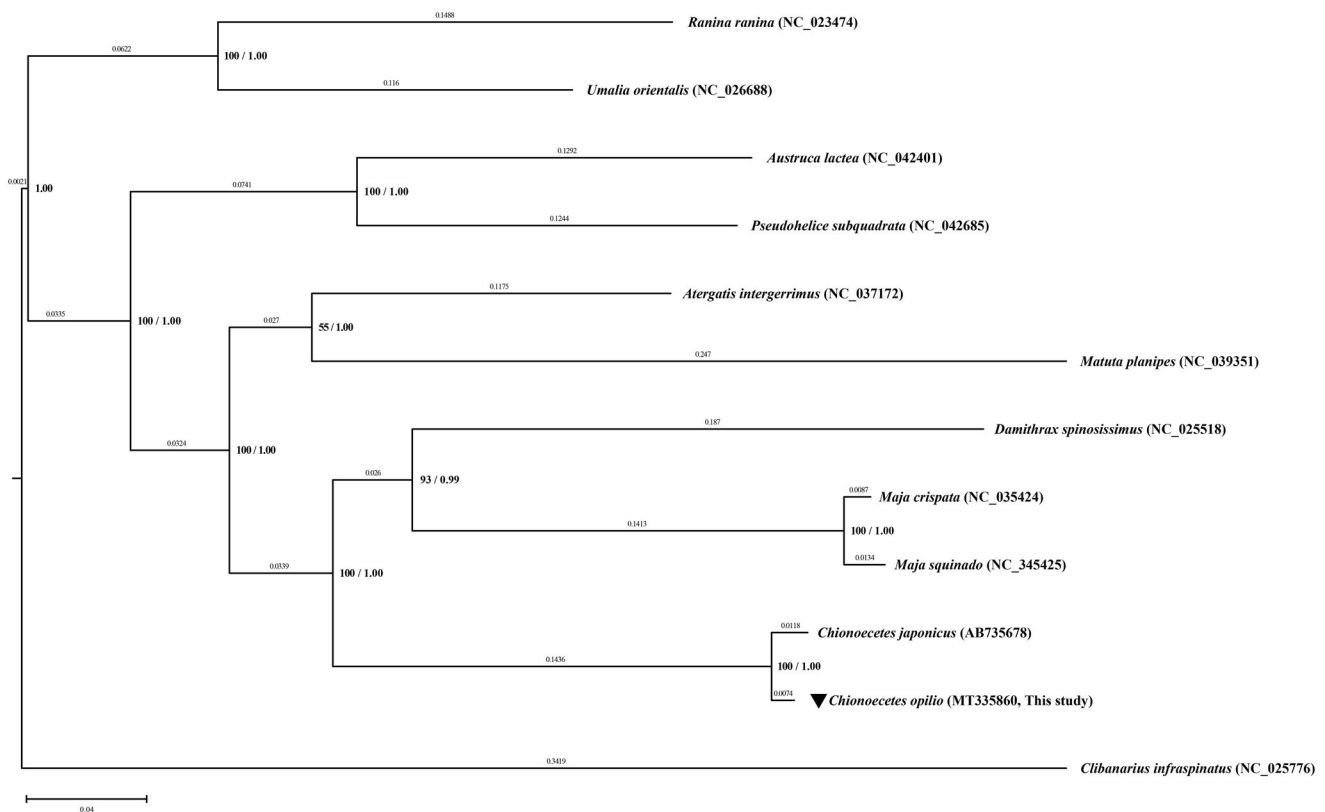 0.1488
Ranina ranina (NC_023474)
0.0622
100 / 1.00
0.116
Umalia orientalis (NC_026688)
0.1292
Austruca lactea (NC_042401)
0.0021
1.00
0.0741
100 / 1.00
0.1244
Pseudohelice subquadrata (NC_042685)
0.1175
Atergatis intergerrimus (NC_037172)
0.0335
100 / 1.00
0.027
55 / 1.00
0.247
Matuta planipes (NC_039351)
0.187
Damithrax spinosissimus (NC_025518)
0.0324
100 / 1.00
0.026
93 / 0.99
0.0087
Maja crispata (NC_035424)
0.1413
100 / 1.00
0.0134
Maja squinado (NC_345425)
0.0339
100 / 1.00
0.0118
Chionoecetes japonicus (AB735678)
0.1436
100 / 1.00
0.0074
Chionoecetes opilio (MT335860, This study)
0.3419
Clibanarius infraspinatus (NC_025776)
0.04